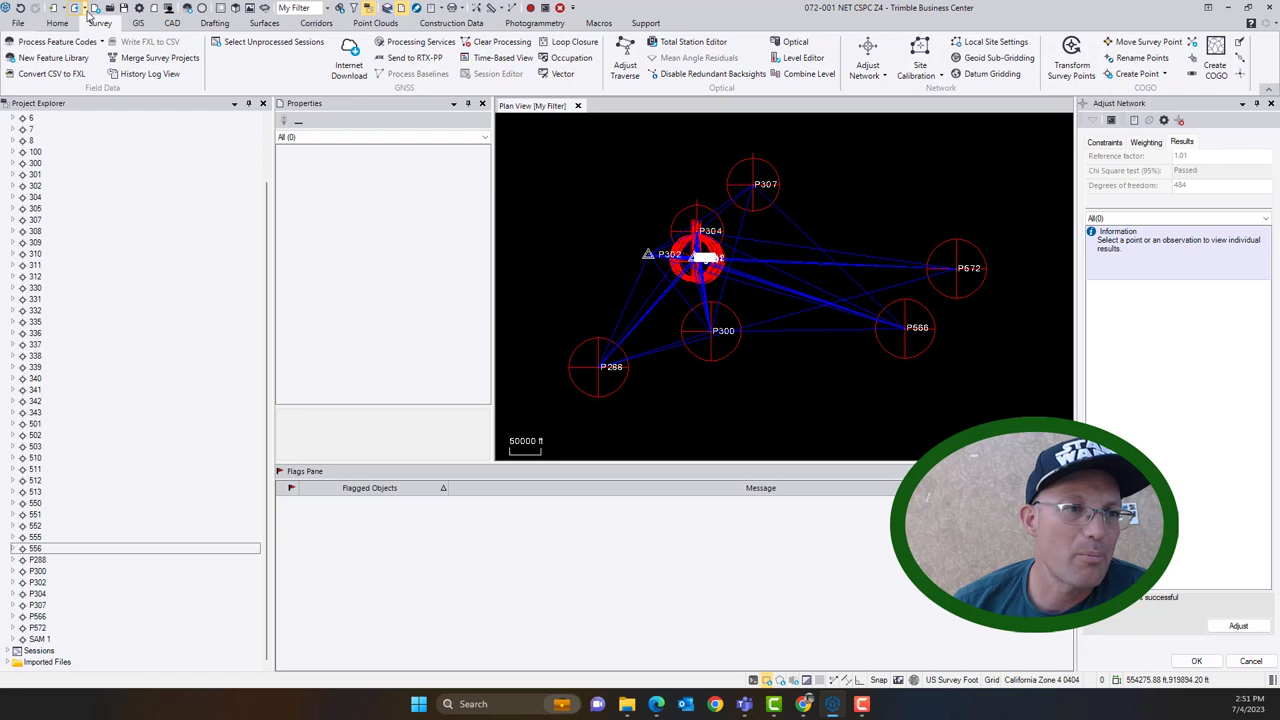 My Filter
072-001 NET CSPC Z4 - Trimble Business Center
File Home Survey GIS CAD Drafting Surfaces Corridors Point Clouds Construction Data Photogrammetry Macros Support
Process Feature Codes Write FXL to CSV Select Unprocessed Sessions Processing Services Clear Processing Loop Closure Total Station Editor Optical Local Site Settings Move Survey Point
New Feature Library Merge Survey Projects Send to RTX-PP Time-Based View Occupation Mean Angle Residuals Level Editor Geoid Sub-Gridding Rename Points
Convert CSV to FXL History Log View Internet Download Process Baselines Session Editor Vector Adjust Traverse Disable Redundant Backsights Combine Level Adjust Network Site Calibration Datum Gridding Transform Survey Points Create Point Create COGO
Field Data GNSS Optical Network COGO
Project Explorer
6
7
8
100
300
301
302
304
305
307
308
309
310
311
312
330
331
332
335
336
337
338
339
340
341
342
343
501
502
503
510
511
512
513
550
551
552
555
556
P288
P300
P302
P304
P307
P566
P572
SAM 1
Sessions
Imported Files
Properties
All (0)
Plan View [My Filter]
P307
P304
P302
P572
P300
P566
P288
50000 ft
Flags Pane
Flagged Objects Message
Adjust Network
Constraints Weighting Results
Reference factor: 1.01
Chi Square test (95%): Passed
Degrees of freedom: 484
All(0)
Information
Select a point or an observation to view individual
results.
STAR
WARS
successful
Adjust
OK Cancel
Snap US Survey Foot Grid California Zone 4 0404 0 554275.88 ft,919894.20 ft
Search
2:51 PM
7/4/2023